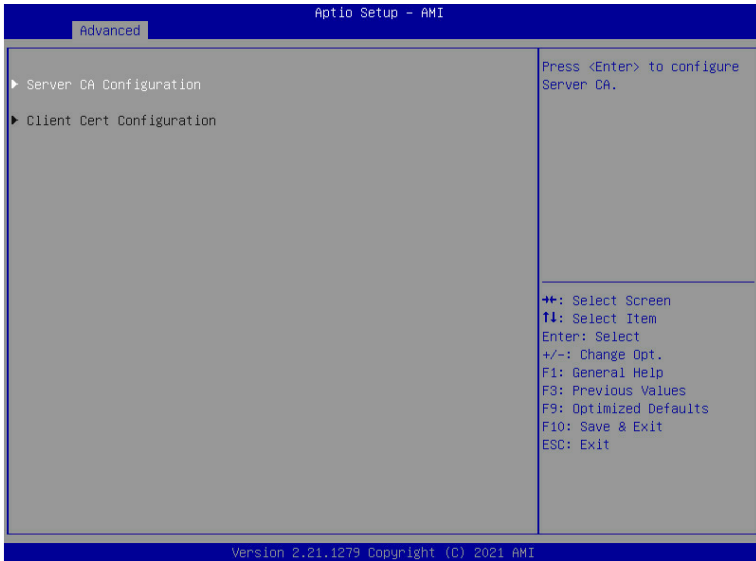 Aptio Setup – AMI
Advanced
Server CA Configuration
Client Cert Configuration
Press <Enter> to configure
Server CA.
→←: Select Screen
↑↓: Select Item
Enter: Select
+/-: Change Opt.
F1: General Help
F3: Previous Values
F9: Optimized Defaults
F10: Save & Exit
ESC: Exit
Version 2.21.1279 Copyright (C) 2021 AMI